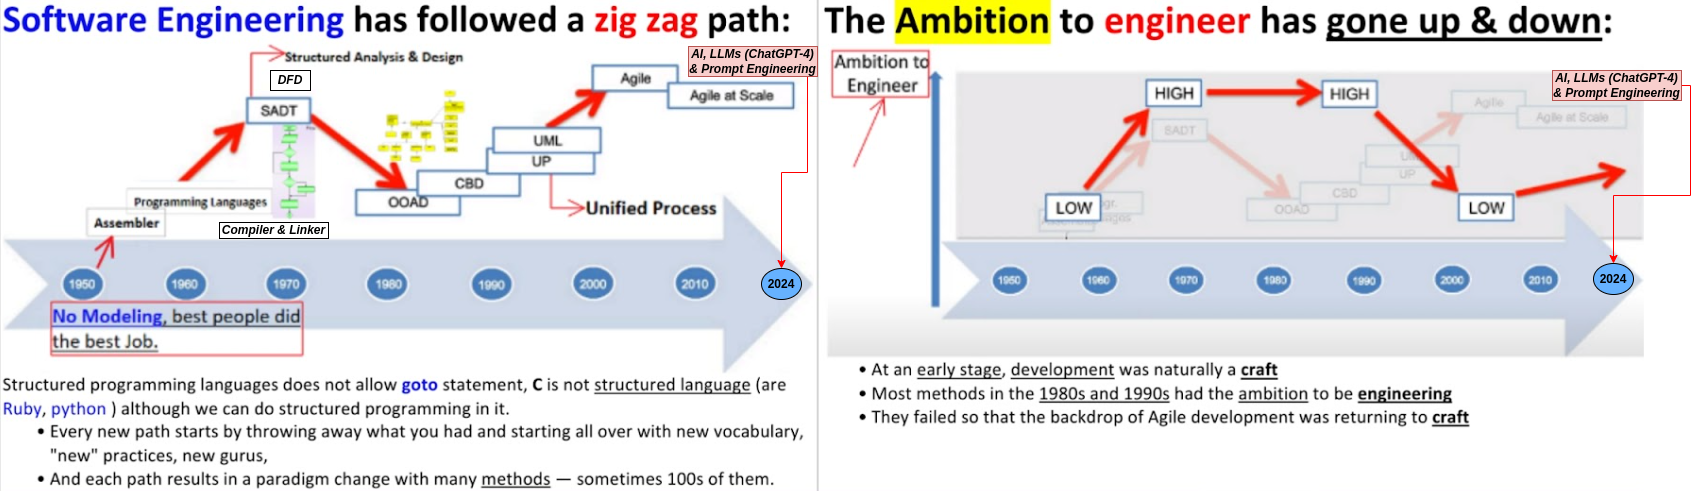 Software Engineering has followed a zig zag path:
Structured Analysis & Design
AI, LLMs (ChatGPT-4)
& Prompt Engineering
DFD
Agile
Agile at Scale
SADT
UML
UP
CBD
OOAD
Programming Languages
Assembler
Unified Process
Compiler & Linker
1950 1960 1970 1980 1990 2000 2010 2024
No Modeling, best people did
the best Job.
Structured programming languages does not allow goto statement, C is not structured language (are
Ruby, python ) although we can do structured programming in it.
• Every new path starts by throwing away what you had and starting all over with new vocabulary,
"new" practices, new gurus,
• And each path results in a paradigm change with many methods — sometimes 100s of them.
The Ambition to engineer has gone up & down:
Ambition to
Engineer
AI, LLMs (ChatGPT-4)
& Prompt Engineering
HIGH
HIGH
Agile
Agile at Scale
SADT
UP
CBD
OOAD
LOW
LOW
1950 1960 1970 1980 1990 2000 2010 2024
• At an early stage, development was naturally a craft
• Most methods in the 1980s and 1990s had the ambition to be engineering
• They failed so that the backdrop of Agile development was returning to craft